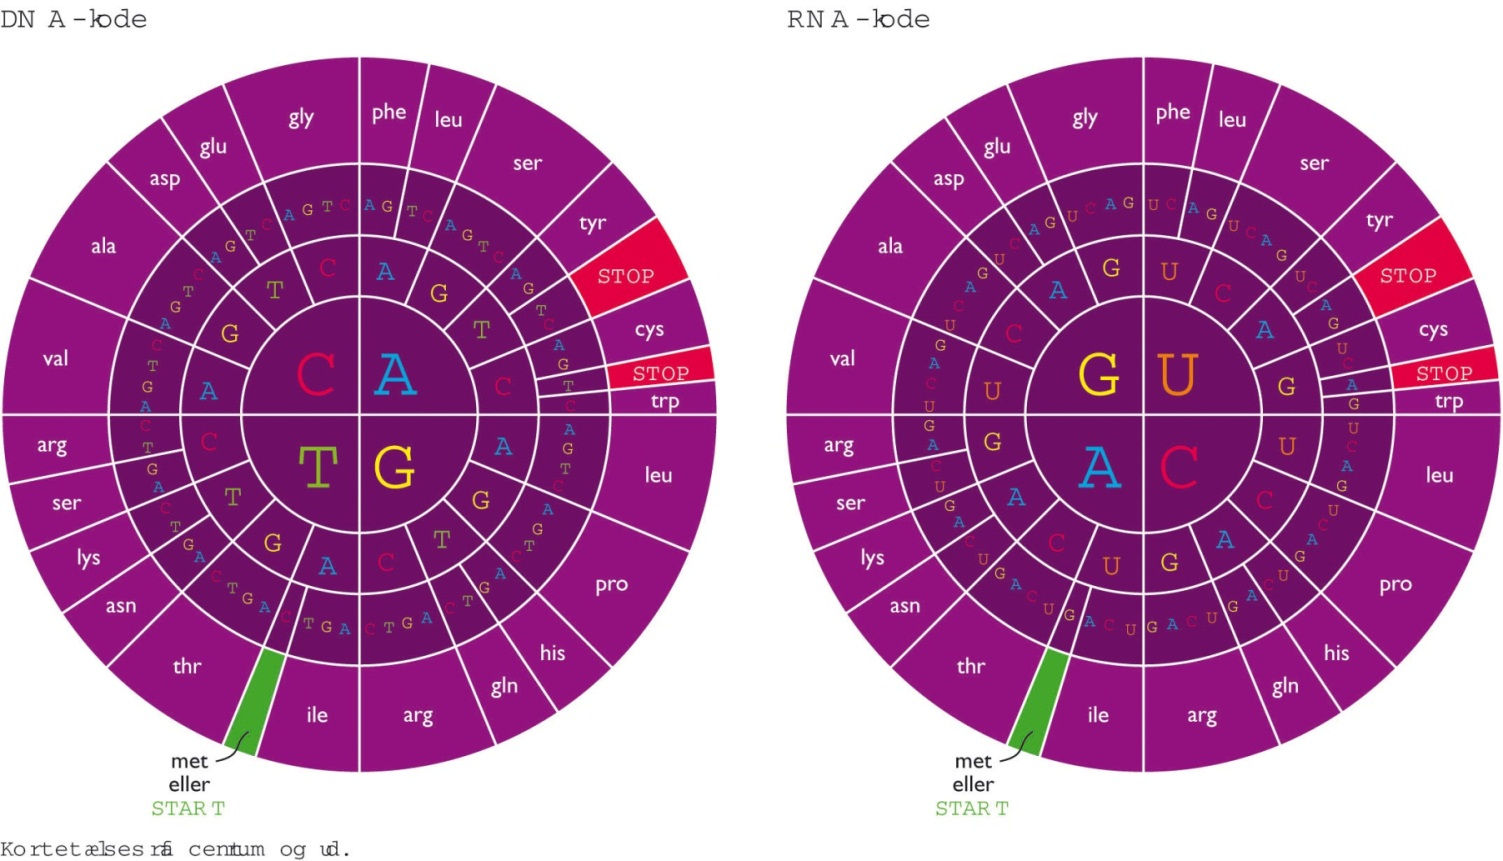 DNA-kode
phe
leu
ser
tyr
STOP
cys
STOP
trp
leu
pro
his
gln
arg
ile
met
eller
START
thr
asn
lys
ser
arg
val
ala
asp
glu
gly
A G T C A G T C A G T C A G T C
A G T C A G T C A G T C A G T C
A G T C A G T C A G T C A G T C
A G T C A G T C A G T C A G T C
A G T C A G T C A G T C A G T C
C A
T G
RNA-kode
phe
leu
ser
tyr
STOP
cys
STOP
trp
leu
pro
his
gln
arg
ile
met
eller
START
thr
asn
lys
ser
arg
val
ala
asp
glu
gly
U C A G U C A G U C A G U C A G
U C A G U C A G U C A G U C A G
U C A G U C A G U C A G U C A G
U C A G U C A G U C A G U C A G
U C A G U C A G U C A G U C A G
G U
A C
Kortet læses fra centrum og ud.